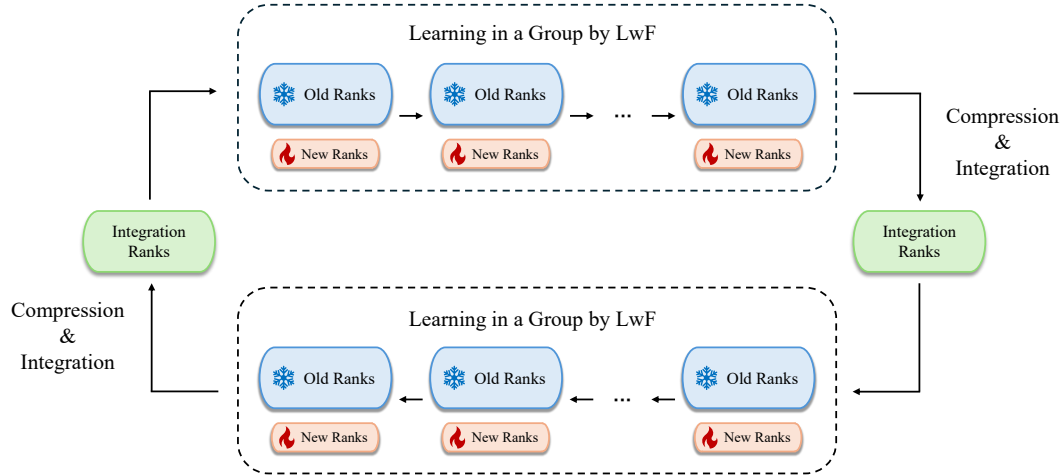 Learning in a Group by LwF
Old Ranks
Old Ranks
...
Old Ranks
New Ranks
New Ranks
New Ranks
Compression
&
Integration
Integration
Ranks
Integration
Ranks
Compression
&
Integration
Learning in a Group by LwF
Old Ranks
Old Ranks
...
Old Ranks
New Ranks
New Ranks
New Ranks